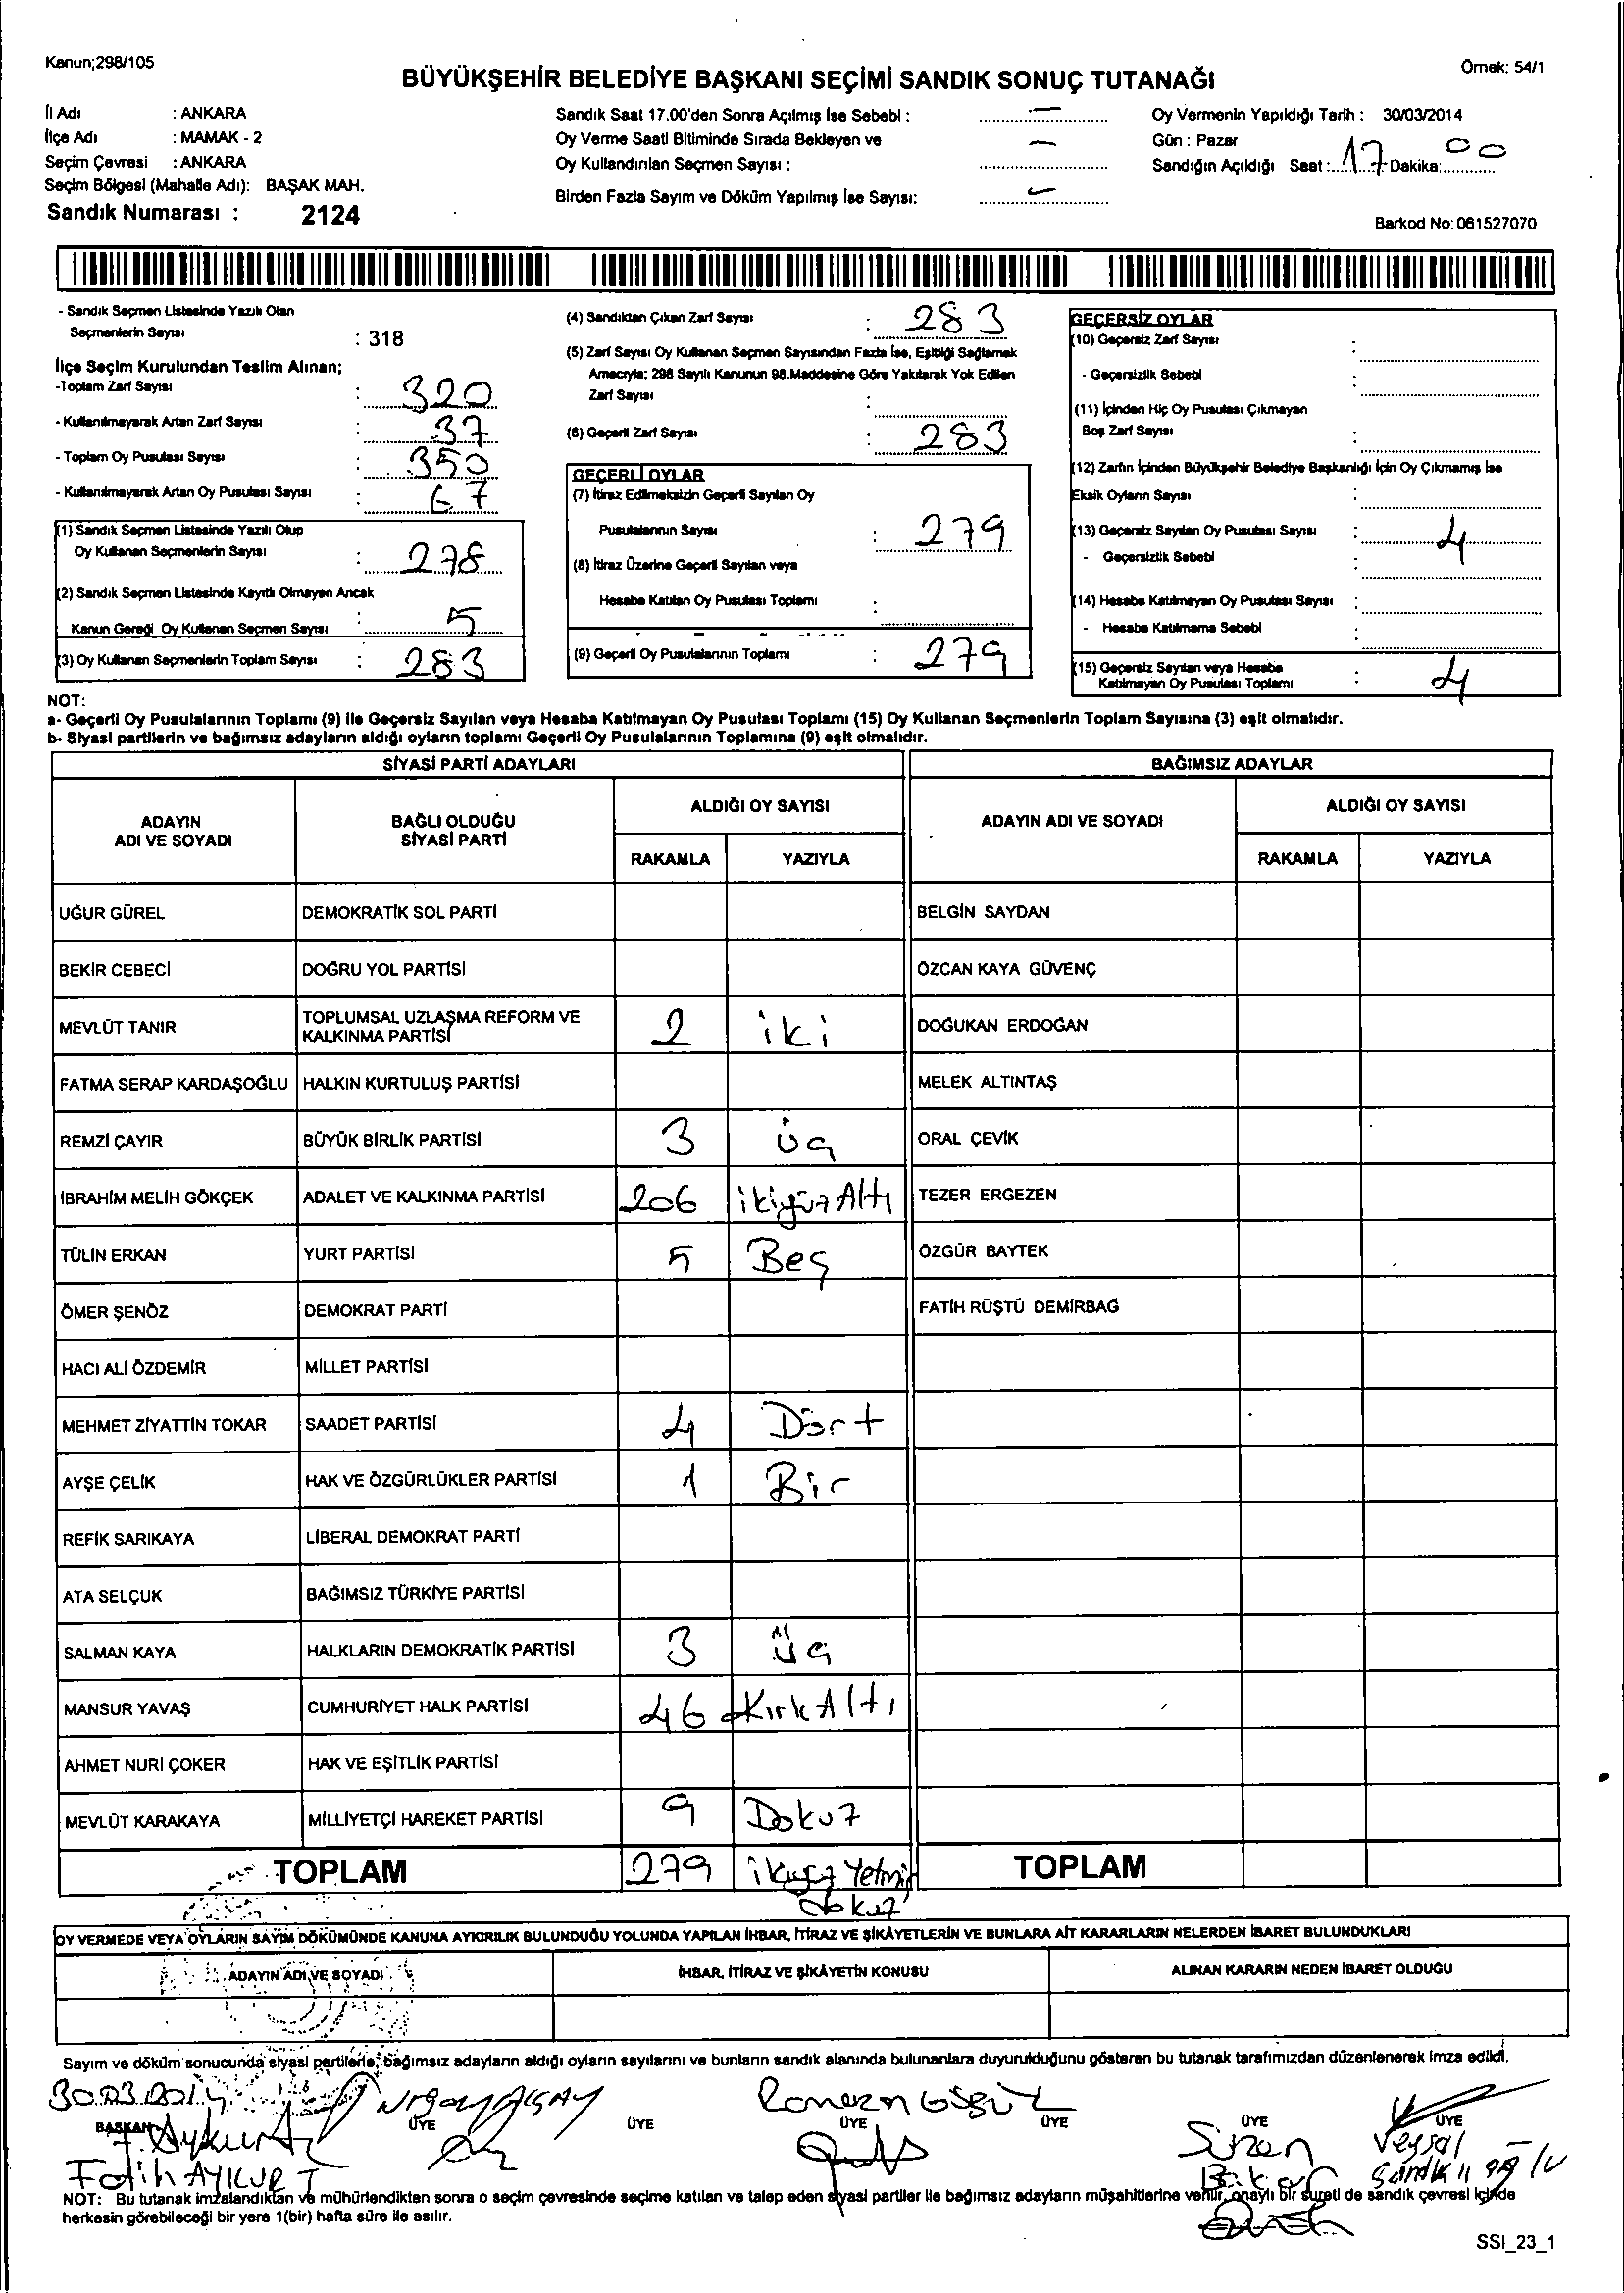 Kanun;298/105
Örnek: 54/1
BÜYÜKŞEHİR BELEDİYE BAŞKANI SEÇİMİ SANDIK SONUÇ TUTANAĞI
İl Adı : ANKARA
İlçe Adı : MAMAK - 2
Seçim Çevresi : ANKARA
Seçim Bölgesi (Mahalle Adı): BAŞAK MAH.
Sandık Numarası : 2124
Sandık Saat 17.00'den Sonra Açılmış İse Sebebi : —
Oy Verme Saati Bitiminde Sırada Bekleyen ve
Oy Kullandırılan Seçmen Sayısı : —
Birden Fazla Sayım ve Döküm Yapılmış İse Sayısı: —
Oy Vermenin Yapıldığı Tarih : 30/03/2014
Gün : Pazar
Sandığın Açıldığı Saat : 17 Dakika: 00
Barkod No: 061527070
- Sandık Seçmen Listesinde Yazılı Olan
Seçmenlerin Sayısı : 318
İlçe Seçim Kurulundan Teslim Alınan;
-Toplam Zarf Sayısı : 320
- Kullanılmayarak Artan Zarf Sayısı : 37
- Toplam Oy Pusulası Sayısı : 350
- Kullanılmayarak Artan Oy Pusulası Sayısı : 67
(1) Sandık Seçmen Listesinde Yazılı Olup
Oy Kullanan Seçmenlerin Sayısı : 278
(2) Sandık Seçmen Listesinde Kayıtlı Olmayan Ancak
Kanun Gereği Oy Kullanan Seçmen Sayısı : 5
(3) Oy Kullanan Seçmenlerin Toplam Sayısı : 283
(4) Sandıktan Çıkan Zarf Sayısı : 283
(5) Zarf Sayısı Oy Kullanan Seçmen Sayısından Fazla İse, Eşitliği Sağlamak
Amacıyla; 298 Sayılı Kanunun 98.Maddesine Göre Yakılarak Yok Edilen
Zarf Sayısı :
(6) Geçerli Zarf Sayısı : 283
GEÇERLİ OYLAR
(7) İtiraz Edilmeksizin Geçerli Sayılan Oy
Pusulalarının Sayısı : 279
(8) İtiraz Üzerine Geçerli Sayılan veya
Hesaba Katılan Oy Pusulası Toplamı :
(9) Geçerli Oy Pusulalarının Toplamı : 279
GEÇERSİZ OYLAR
(10) Geçersiz Zarf Sayısı :
- Geçersizlik Sebebi :
(11) İçinden Hiç Oy Pusulası Çıkmayan
Boş Zarf Sayısı :
(12) Zarfın İçinden Büyükşehir Belediye Başkanlığı İçin Oy Çıkmamış İse
Eksik Oyların Sayısı :
(13) Geçersiz Sayılan Oy Pusulası Sayısı : 4
- Geçersizlik Sebebi :
(14) Hesaba Katılmayan Oy Pusulası Sayısı :
- Hesaba Katılmama Sebebi :
(15) Geçersiz Sayılan veya Hesaba
Katılmayan Oy Pusulası Toplamı : 4
NOT:
a- Geçerli Oy Pusulalarının Toplamı (9) ile Geçersiz Sayılan veya Hesaba Katılmayan Oy Pusulası Toplamı (15) Oy Kullanan Seçmenlerin Toplam Sayısına (3) eşit olmalıdır.
b- Siyasi partilerin ve bağımsız adayların aldığı oyların toplamı Geçerli Oy Pusulalarının Toplamına (9) eşit olmalıdır.
SİYASİ PARTİ ADAYLARI
BAĞIMSIZ ADAYLAR
ADAYIN ADI VE SOYADI
BAĞLI OLDUĞU SİYASİ PARTİ
ALDIĞI OY SAYISI
RAKAMLA YAZIYLA
ADAYIN ADI VE SOYADI
ALDIĞI OY SAYISI
RAKAMLA YAZIYLA
UĞUR GÜREL DEMOKRATİK SOL PARTİ BELGİN SAYDAN
BEKİR CEBECİ DOĞRU YOL PARTİSİ ÖZCAN KAYA GÜVENÇ
MEVLÜT TANIR TOPLUMSAL UZLAŞMA REFORM VE KALKINMA PARTİSİ 2 iki DOĞUKAN ERDOĞAN
FATMA SERAP KARDAŞOĞLU HALKIN KURTULUŞ PARTİSİ MELEK ALTINTAŞ
REMZİ ÇAYIR BÜYÜK BİRLİK PARTİSİ 3 üç ORAL ÇEVİK
İBRAHİM MELİH GÖKÇEK ADALET VE KALKINMA PARTİSİ 206 ikiyüz Altı TEZER ERGEZEN
TÜLİN ERKAN YURT PARTİSİ 5 Beş ÖZGÜR BAYTEK
ÖMER ŞENÖZ DEMOKRAT PARTİ FATİH RÜŞTÜ DEMİRBAĞ
HACI ALİ ÖZDEMİR MİLLET PARTİSİ
MEHMET ZİYATTİN TOKAR SAADET PARTİSİ 4 Dört
AYŞE ÇELİK HAK VE ÖZGÜRLÜKLER PARTİSİ 1 Bir
REFİK SARIKAYA LİBERAL DEMOKRAT PARTİ
ATA SELÇUK BAĞIMSIZ TÜRKİYE PARTİSİ
SALMAN KAYA HALKLARIN DEMOKRATİK PARTİSİ 3 üç
MANSUR YAVAŞ CUMHURİYET HALK PARTİSİ 46 Kırk Altı
AHMET NURİ ÇOKER HAK VE EŞİTLİK PARTİSİ
MEVLÜT KARAKAYA MİLLİYETÇİ HAREKET PARTİSİ 9 Dokuz
TOPLAM 279 ikiyüz Yetmiş TOPLAM
dokuz
OY VERMEDE VEYA OYLARIN SAYIM DÖKÜMÜNDE KANUNA AYKIRILIK BULUNDUĞU YOLUNDA YAPILAN İHBAR, İTİRAZ VE ŞİKÂYETLERİN VE BUNLARA AİT KARARLARIN NELERDEN İBARET BULUNDUKLARI
ADAYIN ADI VE SOYADI İHBAR, İTİRAZ VE ŞİKÂYETİN KONUSU ALINAN KARARIN NEDEN İBARET OLDUĞU
Sayım ve döküm sonucunda siyasi partilerle, bağımsız adayların aldığı oyların sayılarını ve bunların sandık alanında bulunanlara duyurulduğunu gösteren bu tutanak tarafımızdan düzenlenerek imza edildi.
30.03.2014
BAŞKAN ÜYE ÜYE ÜYE ÜYE ÜYE ÜYE
Fatih AYKURT
Veysal
NOT: Bu tutanak imzalandıktan ve mühürlendikten sonra o seçim çevresinde seçime katılan ve talep eden siyasi partiler ile bağımsız adayların müşahitlerine verilir, onaylı bir sureti de sandık çevresi içinde
herkesin görebileceği bir yere 1(bir) hafta süre ile asılır.
SSI_23_1